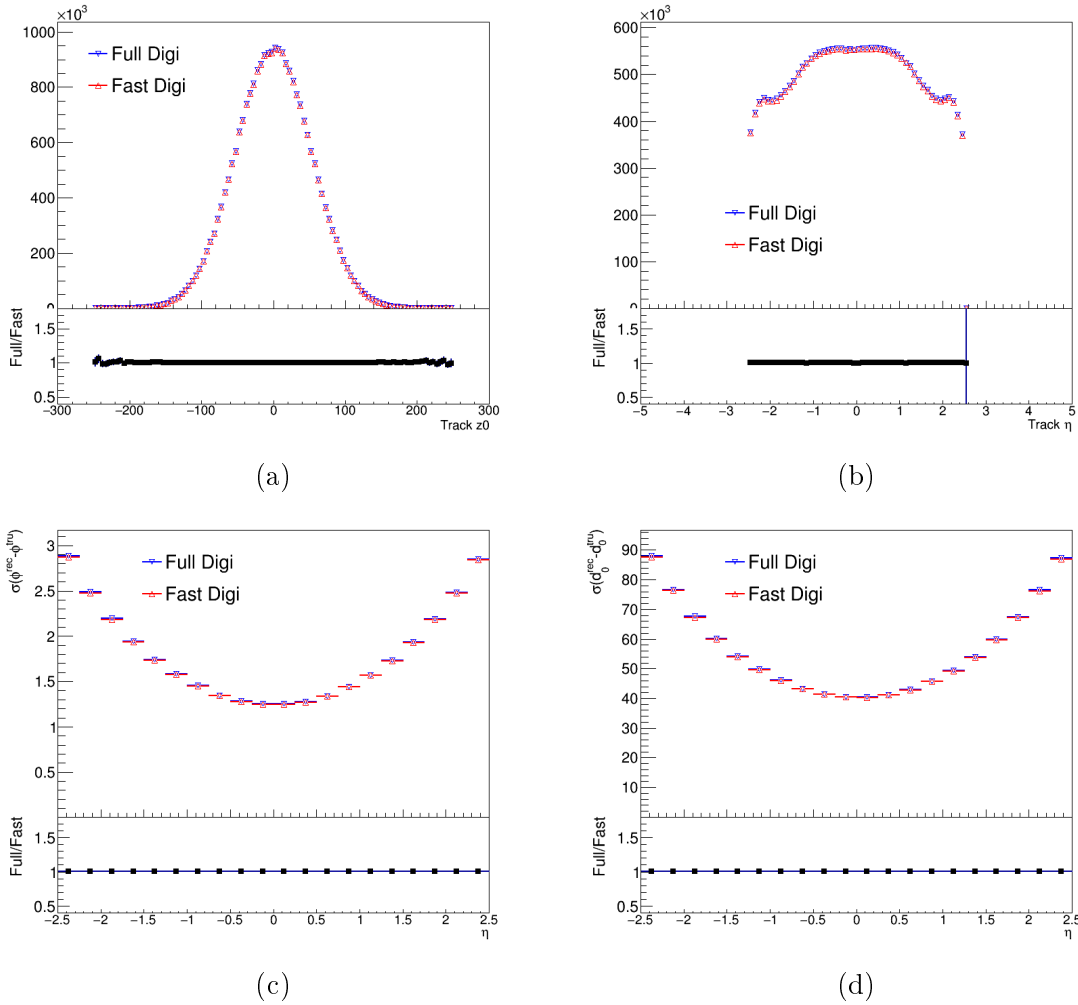 ×10³
1000
800
600
400
200
0
Full Digi
Fast Digi
Full/Fast
1.5
1
0.5
−300 −200 −100 0 100 200 300
Track z0
(a)
×10³
600
500
400
300
200
100
0
Full Digi
Fast Digi
Full/Fast
1.5
1
0.5
−5 −4 −3 −2 −1 0 1 2 3 4 5
Track η
(b)
σ(ϕ^rec-ϕ^tru)
3
2.5
2
1.5
1
0.5
Full Digi
Fast Digi
Full/Fast
1.5
1
0.5
−2.5 −2 −1.5 −1 −0.5 0 0.5 1 1.5 2 2.5
η
(c)
σ(d_0^rec-d_0^tru)
90
80
70
60
50
40
30
20
10
Full Digi
Fast Digi
Full/Fast
1.5
1
0.5
−2.5 −2 −1.5 −1 −0.5 0 0.5 1 1.5 2 2.5
η
(d)